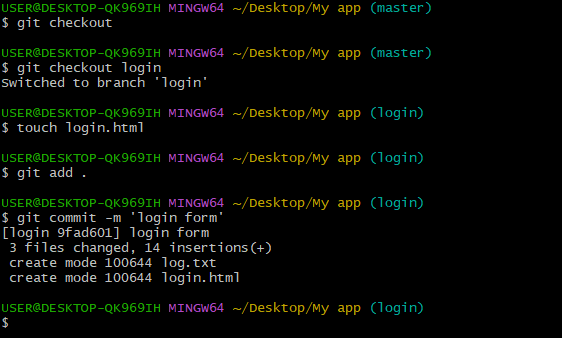 USER@DESKTOP-QK969IH MINGW64 ~/Desktop/My app (master)
$ git checkout
USER@DESKTOP-QK969IH MINGW64 ~/Desktop/My app (master)
$ git checkout login
Switched to branch 'login'
USER@DESKTOP-QK969IH MINGW64 ~/Desktop/My app (login)
$ touch login.html
USER@DESKTOP-QK969IH MINGW64 ~/Desktop/My app (login)
$ git add .
USER@DESKTOP-QK969IH MINGW64 ~/Desktop/My app (login)
$ git commit -m 'login form'
[login 9fad601] login form
 3 files changed, 14 insertions(+)
 create mode 100644 log.txt
 create mode 100644 login.html
USER@DESKTOP-QK969IH MINGW64 ~/Desktop/My app (login)
$